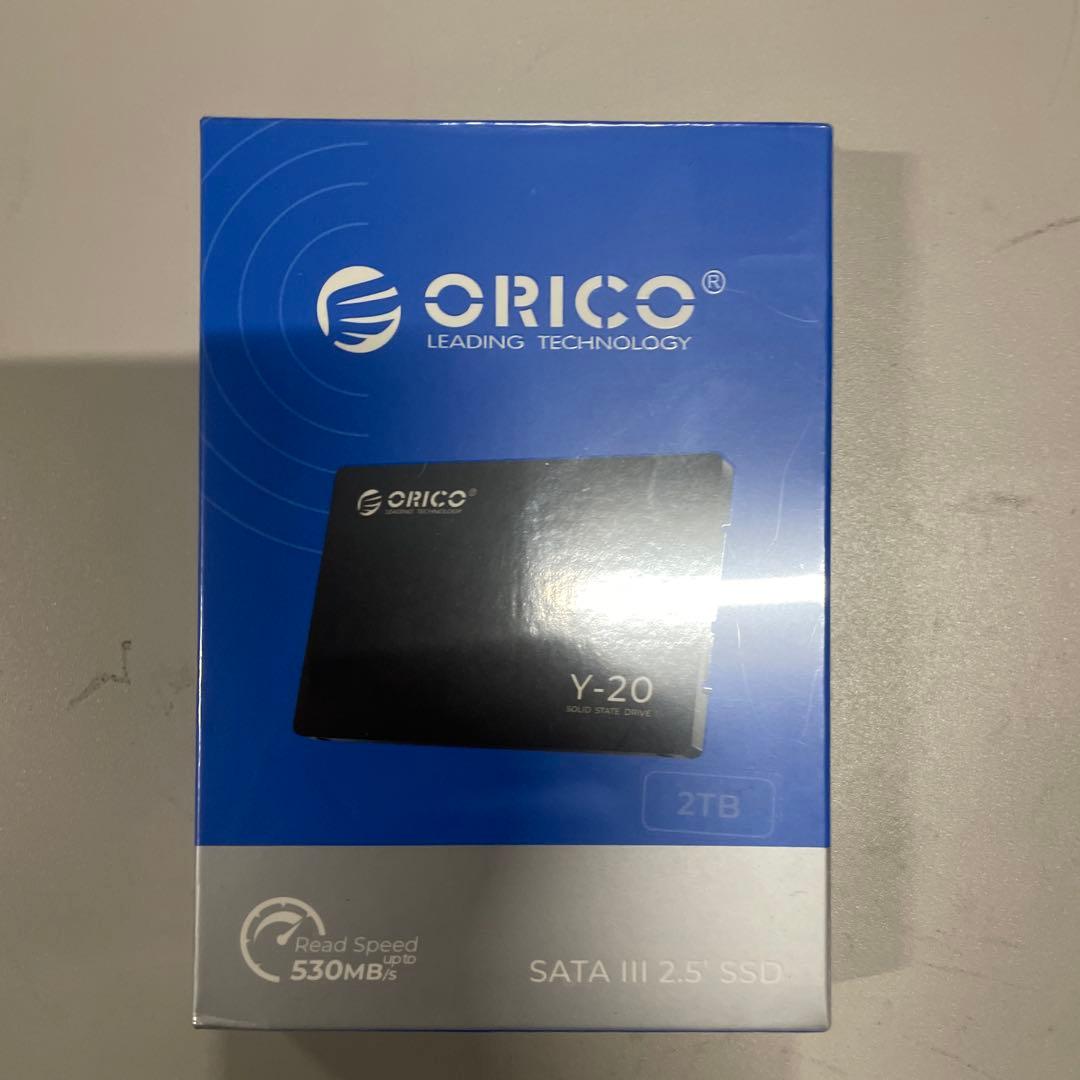 ORICO®
LEADING TECHNOLOGY
ORICO®
LEADING TECHNOLOGY
Y-20
SOLID STATE DRIVE
2TB
Read Speed
up to
530MB/s
SATA III 2.5' SSD